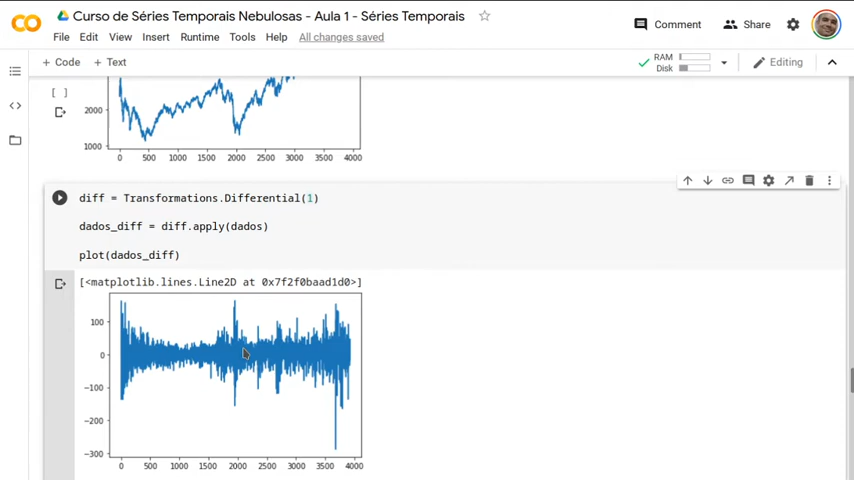 Curso de Séries Temporais Nebulosas - Aula 1 - Séries Temporais
File Edit View Insert Runtime Tools Help All changes saved
Comment Share
+ Code + Text
RAM
Disk
Editing
[ ]
2000
1000
0 500 1000 1500 2000 2500 3000 3500 4000
diff = Transformations.Differential(1)
dados_diff = diff.apply(dados)
plot(dados_diff)
[<matplotlib.lines.Line2D at 0x7f2f0baad1d0>]
100
0
-100
-200
-300
0 500 1000 1500 2000 2500 3000 3500 4000